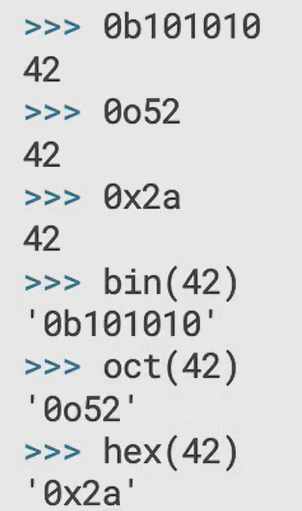 >>> 0b101010
42
>>> 0o52
42
>>> 0x2a
42
>>> bin(42)
'0b101010'
>>> oct(42)
'0o52'
>>> hex(42)
'0x2a'